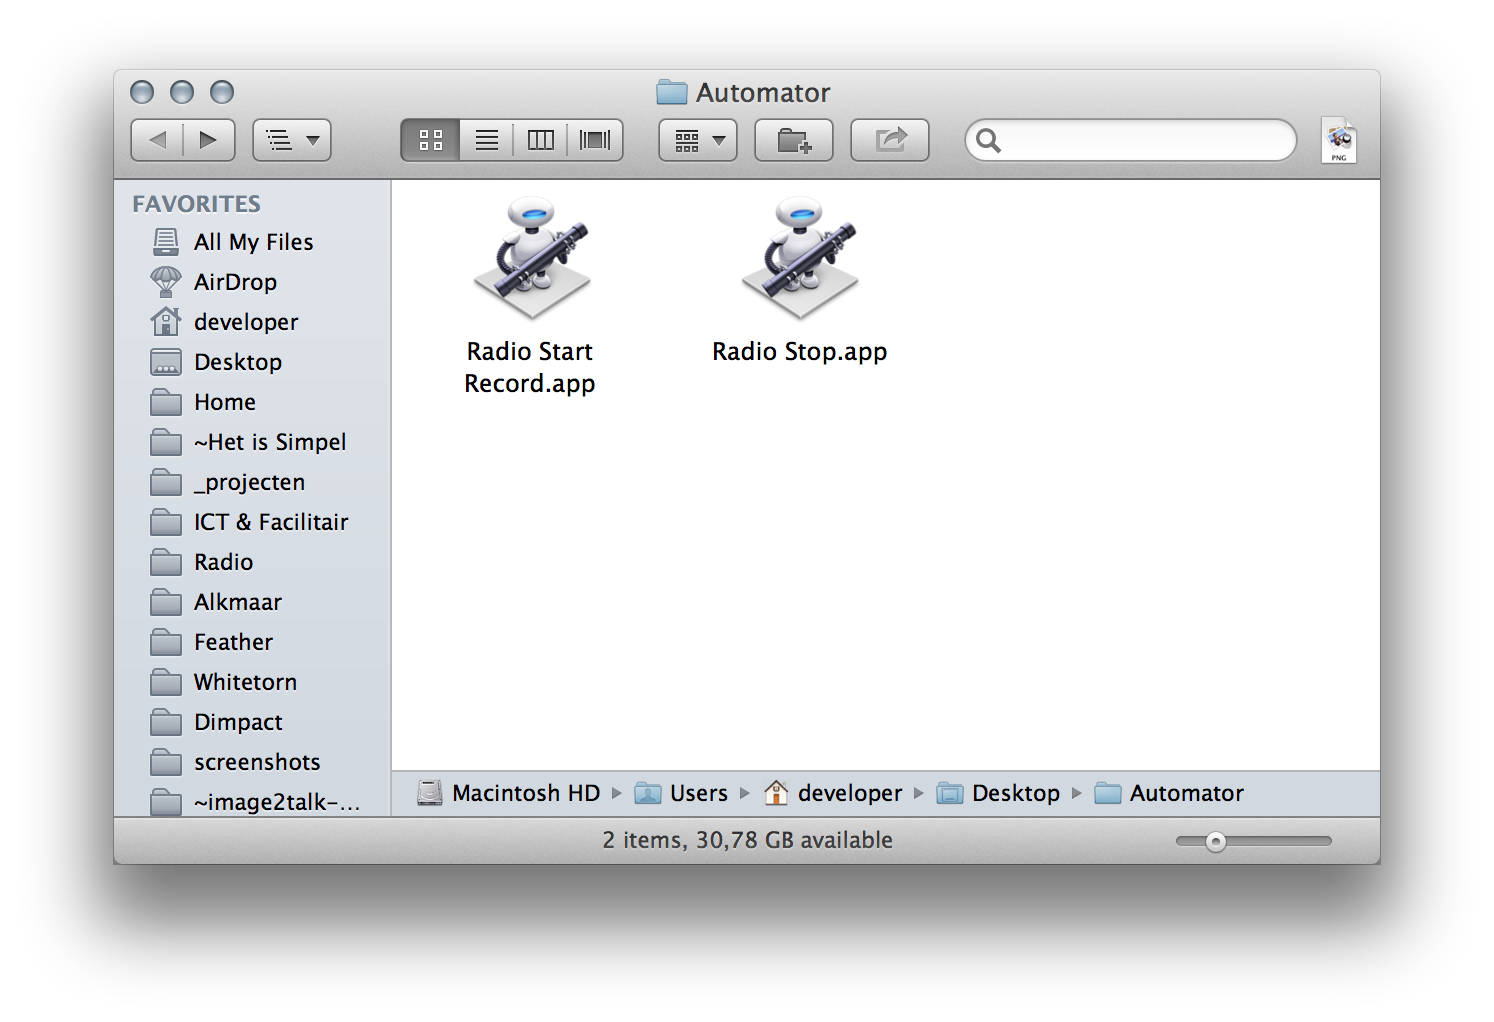 Automator
PNG
FAVORITES
All My Files
AirDrop
developer
Desktop
Home
~Het is Simpel
_projecten
ICT & Facilitair
Radio
Alkmaar
Feather
Whitetorn
Dimpact
screenshots
~image2talk-...
Radio Start
Record.app
Radio Stop.app
Macintosh HD ▸ Users ▸ developer ▸ Desktop ▸ Automator
2 items, 30,78 GB available